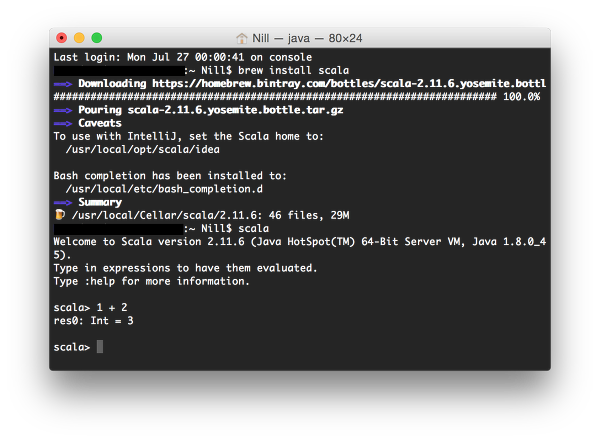 Nill — java — 80×24
Last login: Mon Jul 27 00:00:41 on console
:~ Nill$ brew install scala
==> Downloading https://homebrew.bintray.com/bottles/scala-2.11.6.yosemite.bottl
######################################################################## 100.0%
==> Pouring scala-2.11.6.yosemite.bottle.tar.gz
==> Caveats
To use with IntelliJ, set the Scala home to:
/usr/local/opt/scala/idea
Bash completion has been installed to:
/usr/local/etc/bash_completion.d
==> Summary
🍺 /usr/local/Cellar/scala/2.11.6: 46 files, 29M
:~ Nill$ scala
Welcome to Scala version 2.11.6 (Java HotSpot(TM) 64-Bit Server VM, Java 1.8.0_4
5).
Type in expressions to have them evaluated.
Type :help for more information.
scala> 1 + 2
res0: Int = 3
scala>